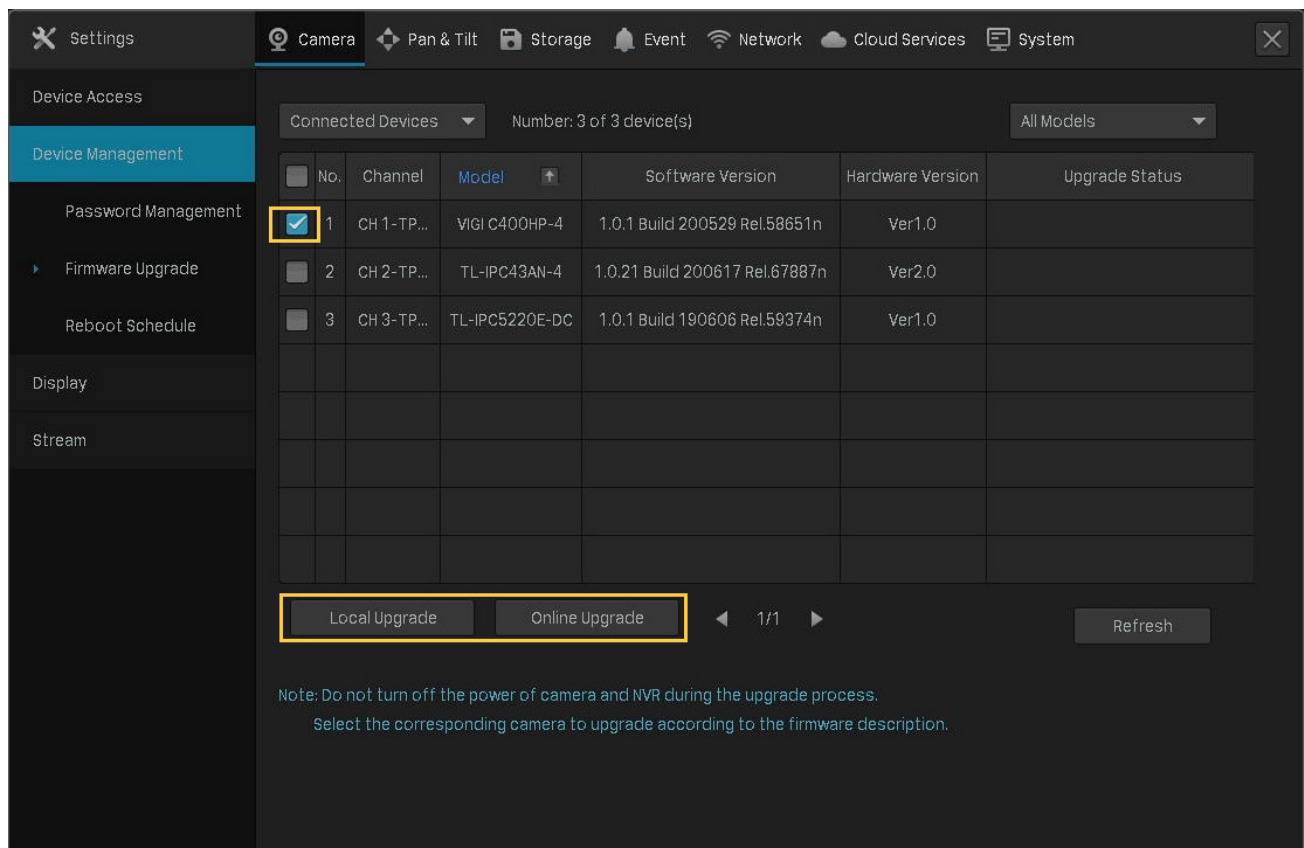 Settings Camera Pan & Tilt Storage Event Network Cloud Services System
Device Access
Device Management
Password Management
Firmware Upgrade
Reboot Schedule
Display
Stream
Connected Devices Number: 3 of 3 device(s) All Models
No. Channel Model Software Version Hardware Version Upgrade Status
1 CH 1-TP... VIGI C400HP-4 1.0.1 Build 200529 Rel.58651n Ver1.0
2 CH 2-TP... TL-IPC43AN-4 1.0.21 Build 200617 Rel.67887n Ver2.0
3 CH 3-TP... TL-IPC5220E-DC 1.0.1 Build 190606 Rel.59374n Ver1.0
Local Upgrade Online Upgrade 1/1 Refresh
Note: Do not turn off the power of camera and NVR during the upgrade process.
Select the corresponding camera to upgrade according to the firmware description.